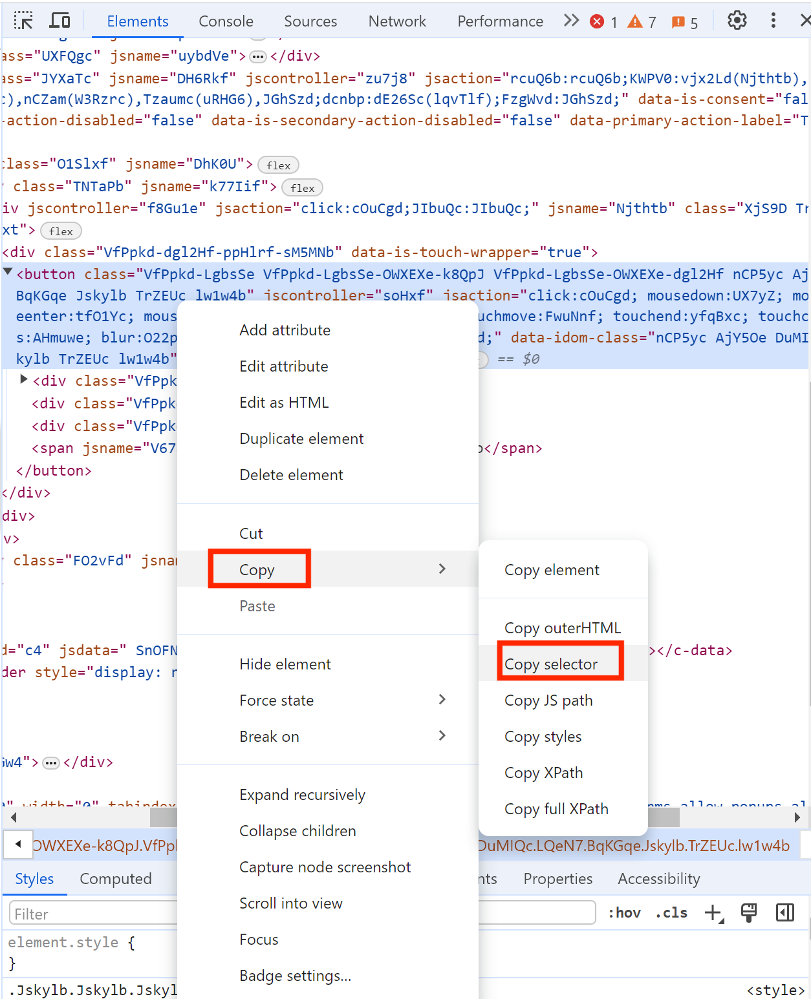 Elements Console Sources Network Performance 1 7 5
ass="UXFQgc" jsname="uybdVe"> </div>
ass="JYXaTc" jsname="DH6Rkf" jscontroller="zu7j8" jsaction="rcuQ6b:rcuQ6b;KWPV0:vjx2Ld(Njthtb),
c),nCZam(W3Rzrc),Tzaumc(uRHG6),JGhSzd;dcnbp:dE26Sc(lqvTlf);FzgWvd:JGhSzd;" data-is-consent="fal
-action-disabled="false" data-is-secondary-action-disabled="false" data-primary-action-label="T
class="O1Slxf" jsname="DhK0U"> flex
class="TNTaPb" jsname="k77Iif"> flex
iv jscontroller="f8Gu1e" jsaction="click:cOuCgd;JIbuQc:JIbuQc;" jsname="Njthtb" class="XjS9D Tr
xt"> flex
<div class="VfPpkd-dgl2Hf-ppHlrf-sM5MNb" data-is-touch-wrapper="true">
<button class="VfPpkd-LgbsSe VfPpkd-LgbsSe-OWXEXe-k8QpJ VfPpkd-LgbsSe-OWXEXe-dgl2Hf nCP5yc Aj
BqKGqe Jskylb TrZEUc lw1w4b" jscontroller="soHxf" jsaction="click:cOuCgd; mousedown:UX7yZ; mo
eenter:tfO1Yc; mous uchmove:FwuNnf; touchend:yfqBxc; touchc
s:AHmuwe; blur:O22p d;" data-idom-class="nCP5yc AjY5Oe DuMI
kylb TrZEUc lw1w4b" == $0
<div class="VfPpk
<div class="VfPpk
<div class="VfPpk
<span jsname="V67 </span>
</button>
</div>
div>
v>
class="FO2vFd" jsnam
d="c4" jsdata=" SnOFN ></c-data>
der style="display: n
Gw4"> </div>
Add attribute
Edit attribute
Edit as HTML
Duplicate element
Delete element
Cut
Copy
Paste
Hide element
Force state
Break on
Expand recursively
Collapse children
Capture node screenshot
Scroll into view
Focus
Badge settings...
Copy element
Copy outerHTML
Copy selector
Copy JS path
Copy styles
Copy XPath
Copy full XPath
OWXEXe-k8QpJ.VfPp DuMIQc.LQeN7.BqKGqe.Jskylb.TrZEUc.lw1w4b
Styles Computed nts Properties Accessibility
Filter :hov .cls
element.style {
}
.Jskylb.Jskylb.Jskyl <style>